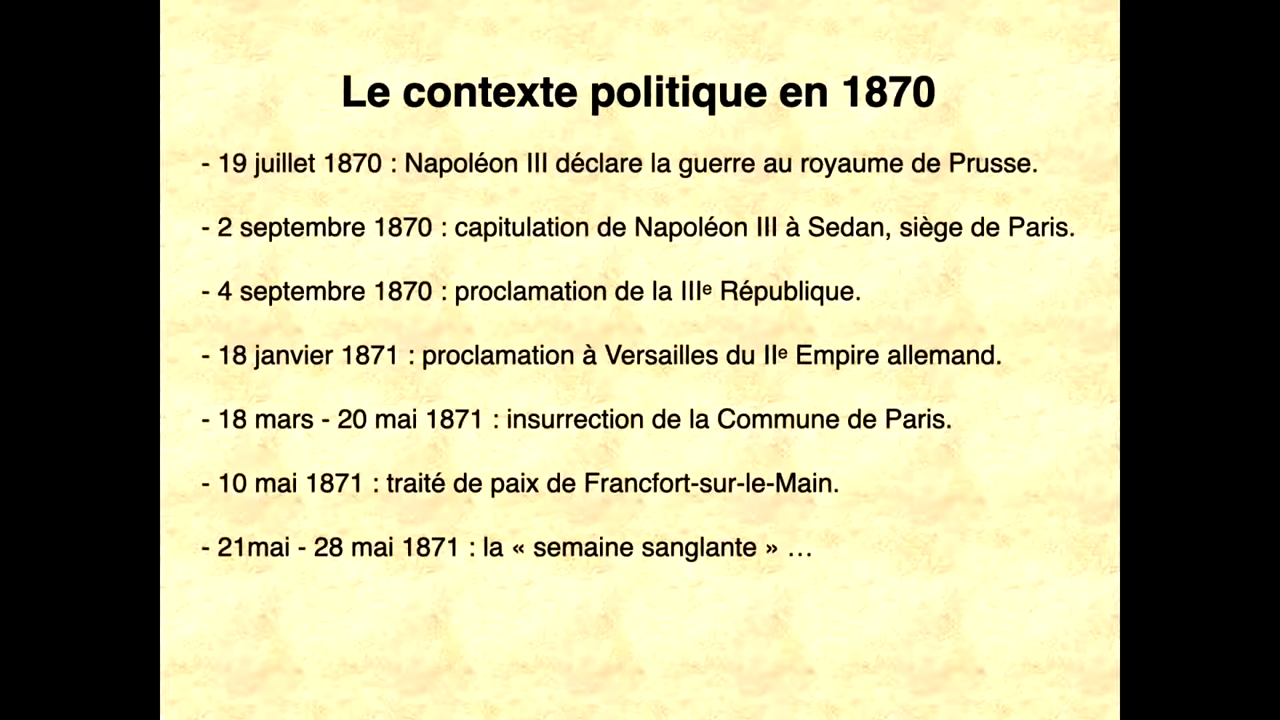 Le contexte politique en 1870
- 19 juillet 1870 : Napoléon III déclare la guerre au royaume de Prusse.
- 2 septembre 1870 : capitulation de Napoléon III à Sedan, siège de Paris.
- 4 septembre 1870 : proclamation de la IIIᵉ République.
- 18 janvier 1871 : proclamation à Versailles du IIᵉ Empire allemand.
- 18 mars - 20 mai 1871 : insurrection de la Commune de Paris.
- 10 mai 1871 : traité de paix de Francfort-sur-le-Main.
- 21mai - 28 mai 1871 : la « semaine sanglante » …